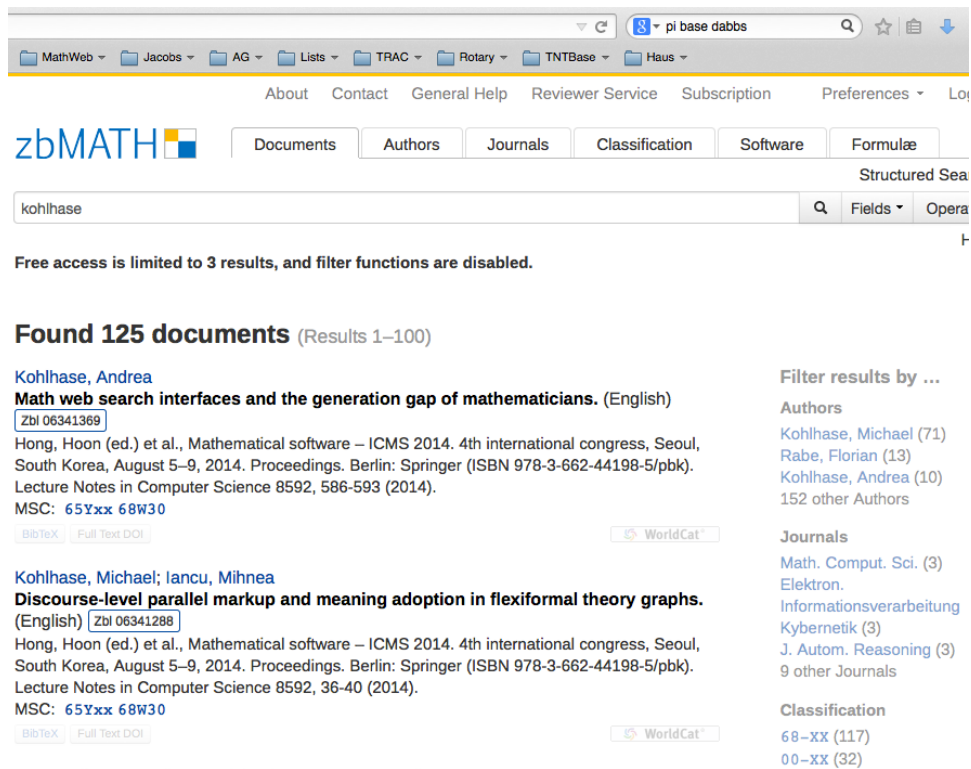 pi base dabbs
MathWeb Jacobs AG Lists TRAC Rotary TNTBase Haus
About Contact General Help Reviewer Service Subscription Preferences
zbMATH Documents Authors Journals Classification Software Formulæ
Structured
kohlhase Fields
Free access is limited to 3 results, and filter functions are disabled.
Found 125 documents (Results 1–100)
Kohlhase, Andrea
Math web search interfaces and the generation gap of mathematicians. (English)
Zbl 06341369
Hong, Hoon (ed.) et al., Mathematical software – ICMS 2014. 4th international congress, Seoul,
South Korea, August 5–9, 2014. Proceedings. Berlin: Springer (ISBN 978-3-662-44198-5/pbk).
Lecture Notes in Computer Science 8592, 586-593 (2014).
MSC: 65Yxx 68W30
BibTeX Full Text DOI WorldCat
Kohlhase, Michael; Iancu, Mihnea
Discourse-level parallel markup and meaning adoption in flexiformal theory graphs.
(English) Zbl 06341288
Hong, Hoon (ed.) et al., Mathematical software – ICMS 2014. 4th international congress, Seoul,
South Korea, August 5–9, 2014. Proceedings. Berlin: Springer (ISBN 978-3-662-44198-5/pbk).
Lecture Notes in Computer Science 8592, 36-40 (2014).
MSC: 65Yxx 68W30
BibTeX Full Text DOI WorldCat
Filter results by ...
Authors
Kohlhase, Michael (71)
Rabe, Florian (13)
Kohlhase, Andrea (10)
152 other Authors
Journals
Math. Comput. Sci. (3)
Elektron.
Informationsverarbeitung
Kybernetik (3)
J. Autom. Reasoning (3)
9 other Journals
Classification
68-XX (117)
00-XX (32)